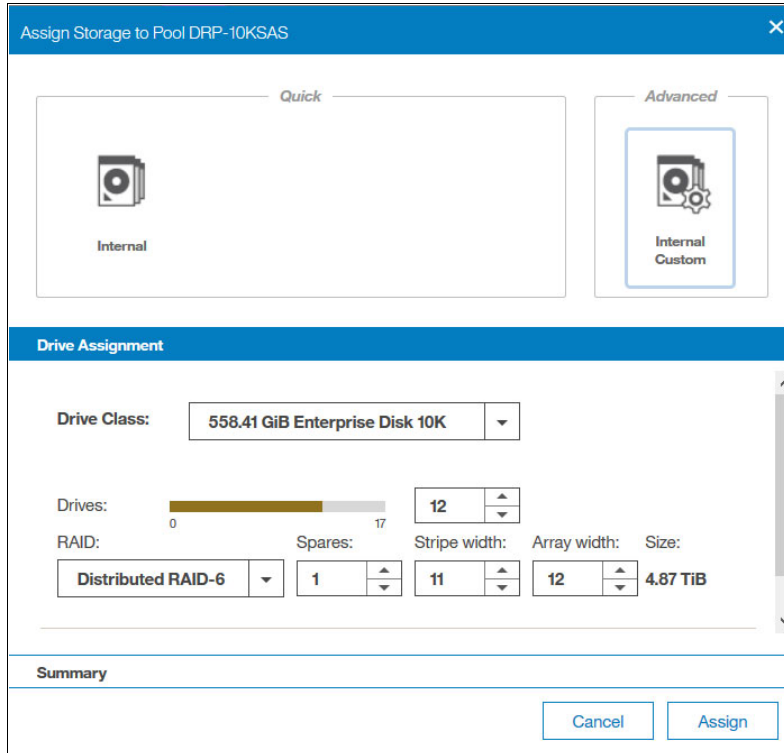 Assign Storage to Pool DRP-10KSAS
Quick
Advanced
Internal
Internal
Custom
Drive Assignment
Drive Class: 558.41 GiB Enterprise Disk 10K
Drives: 12
0 17
RAID: Spares: Stripe width: Array width: Size:
Distributed RAID-6 1 11 12 4.87 TiB
Summary
Cancel Assign